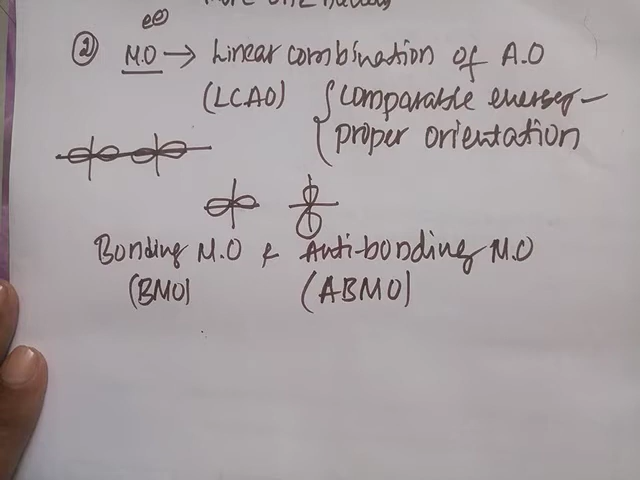 ② M.O → Linear combination of A.O
(LCAO) { comparable energy –
proper orientation
Bonding M.O & Anti-bonding M.O
(BMO) (ABMO)